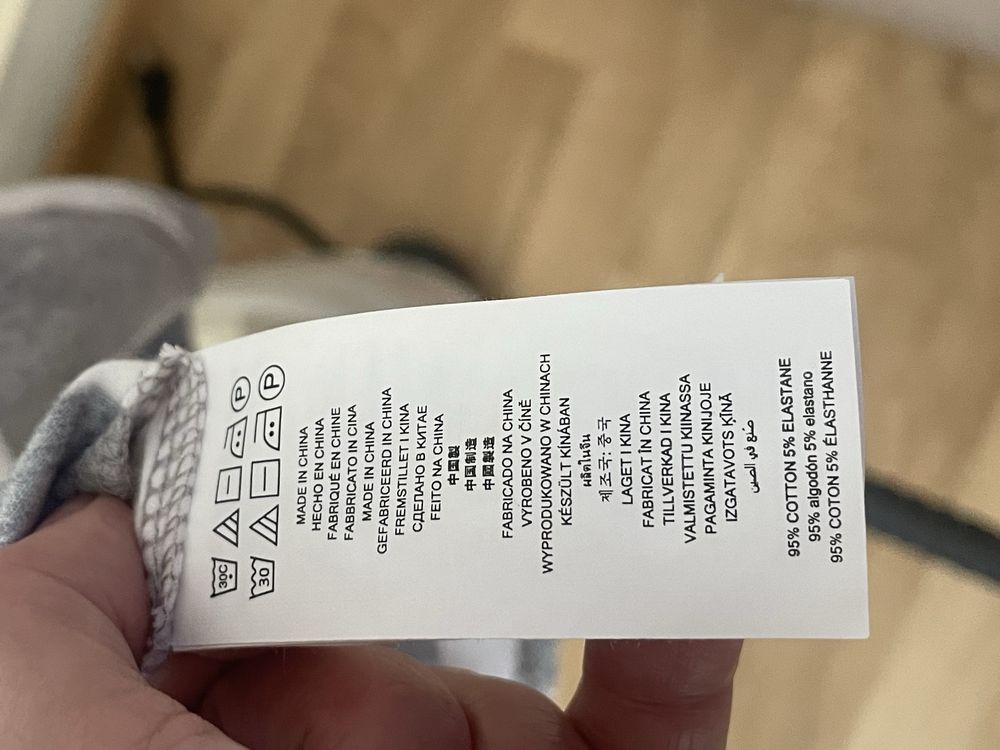 30C P
30 P
MADE IN CHINA
HECHO EN CHINA
FABRIQUÉ EN CHINE
FABBRICATO IN CINA
MADE IN CHINA
GEFABRICEERD IN CHINA
FREMSTILLET I KINA
СДЕЛАНО В КИТАЕ
FEITO NA CHINA
中国製
中国制造
中國製造
FABRICADO NA CHINA
VYROBENO V ČÍNĚ
WYPRODUKOWANO W CHINACH
KÉSZÜLT KÍNÁBAN
ผลิตในจีน
제조국: 중국
LAGET I KINA
FABRICAT ÎN CHINA
TILLVERKAD I KINA
VALMISTETTU KIINASSA
PAGAMINTA KINIJOJE
IZGATAVOTS ĶĪNĀ
صنع في الصين
95% COTTON 5% ELASTANE
95% algodón 5% elastano
95% COTON 5% ÉLASTHANNE